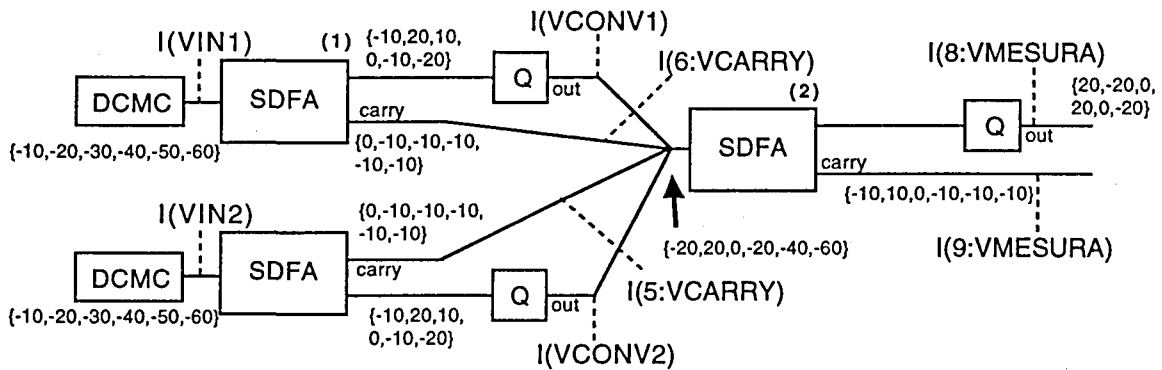 I(VIN1)
(1)
{-10,20,10,
0,-10,-20}
I(VCONV1)
I(6:VCARRY)
I(8:VMESURA)
DCMC
SDFA
Q
out
carry
(2)
{20,-20,0,
20,0,-20}
{-10,-20,-30,-40,-50,-60}
{0,-10,-10,-10,
-10,-10}
SDFA
Q
out
carry
{-10,10,0,-10,-10,-10}
I(VIN2)
{0,-10,-10,-10,
-10,-10}
{-20,20,0,-20,-40,-60}
I(9:VMESURA)
DCMC
SDFA
carry
Q
out
I(5:VCARRY)
{-10,-20,-30,-40,-50,-60}
{-10,20,10,
0,-10,-20}
I(VCONV2)